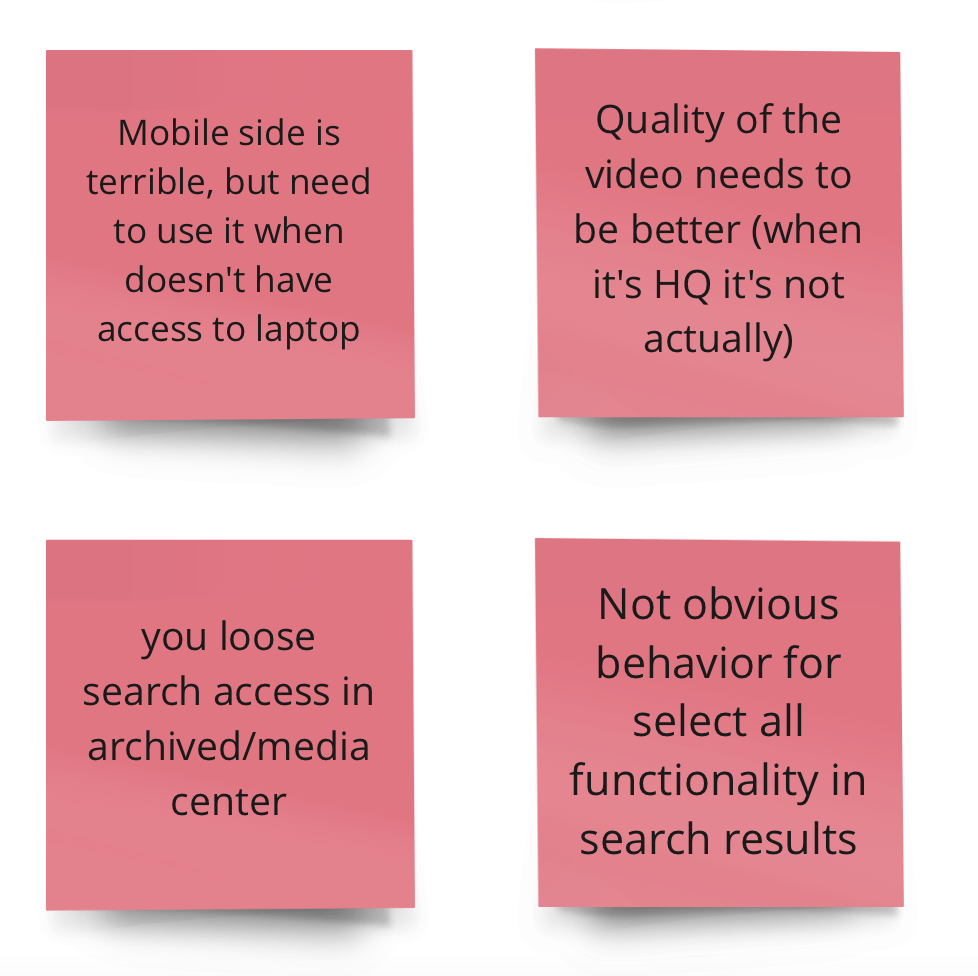 Mobile side is
terrible, but need
to use it when
doesn't have
access to laptop
Quality of the
video needs to
be better (when
it's HQ it's not
actually)
you loose
search access in
archived/media
center
Not obvious
behavior for
select all
functionality in
search results